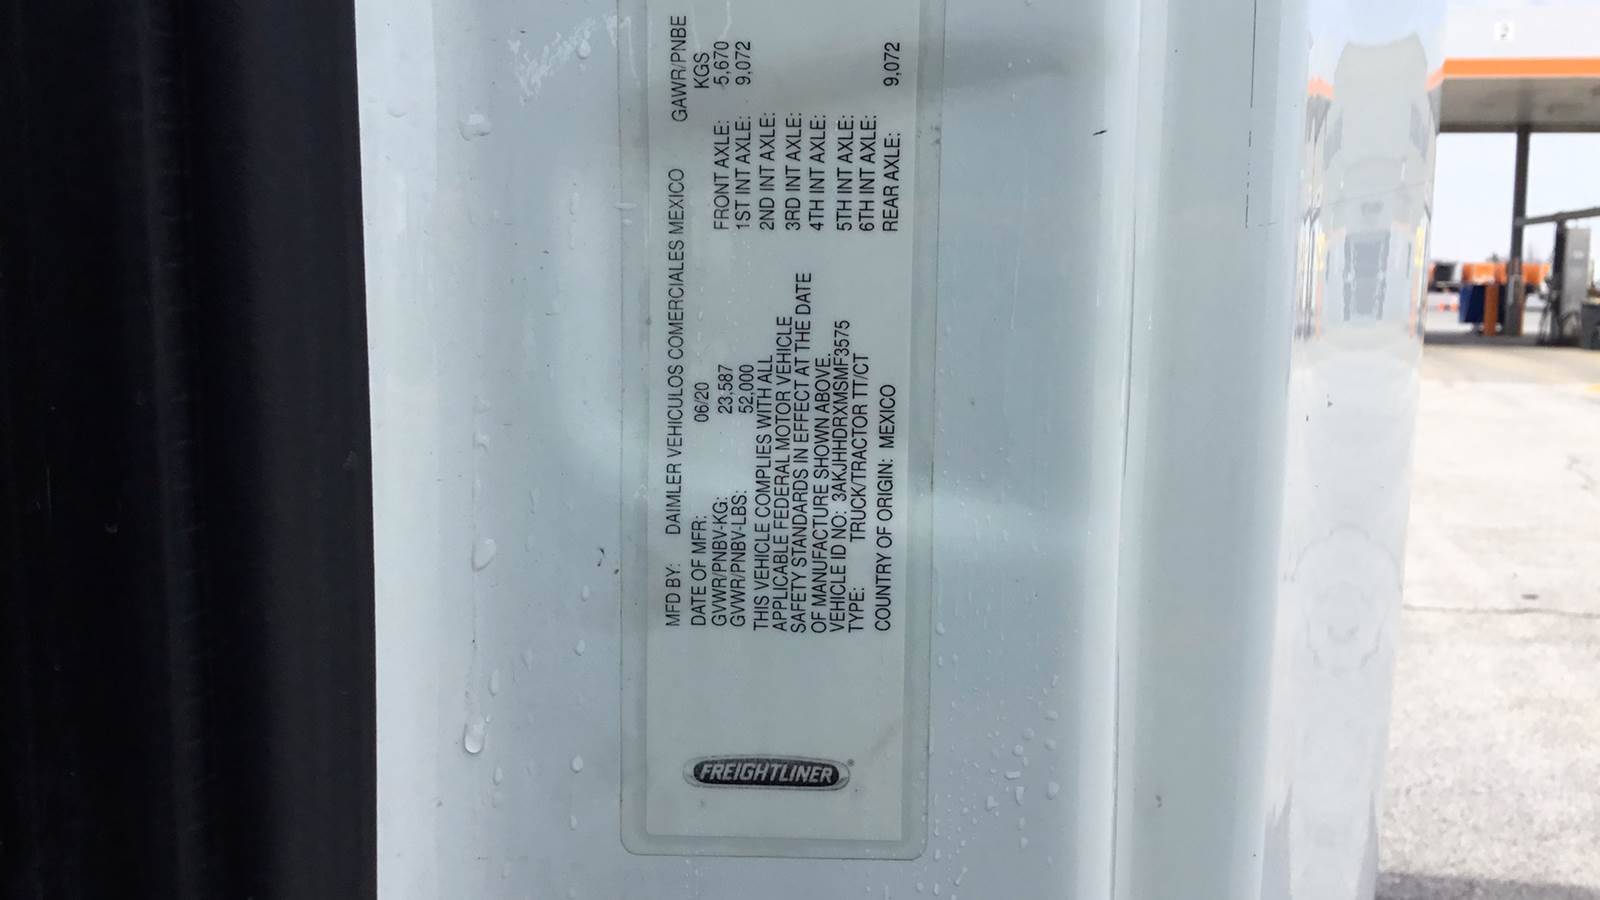 FREIGHTLINER
MFD BY: DAIMLER VEHICULOS COMERCIALES MEXICO
DATE OF MFR: 06/20
GVWR/PNBV-KG: 23,587
GVWR/PNBV-LBS: 52,000
THIS VEHICLE COMPLIES WITH ALL
APPLICABLE FEDERAL MOTOR VEHICLE
SAFETY STANDARDS IN EFFECT AT THE DATE
OF MANUFACTURE SHOWN ABOVE.
VEHICLE ID NO: 3AKJHHDRXMSMF3575
TYPE: TRUCK/TRACTOR TT/CT
COUNTRY OF ORIGIN: MEXICO
GAWR/PNBE
KGS
FRONT AXLE: 5,670
1ST INT AXLE: 9,072
2ND INT AXLE:
3RD INT AXLE:
4TH INT AXLE:
5TH INT AXLE:
6TH INT AXLE:
REAR AXLE: 9,072
2